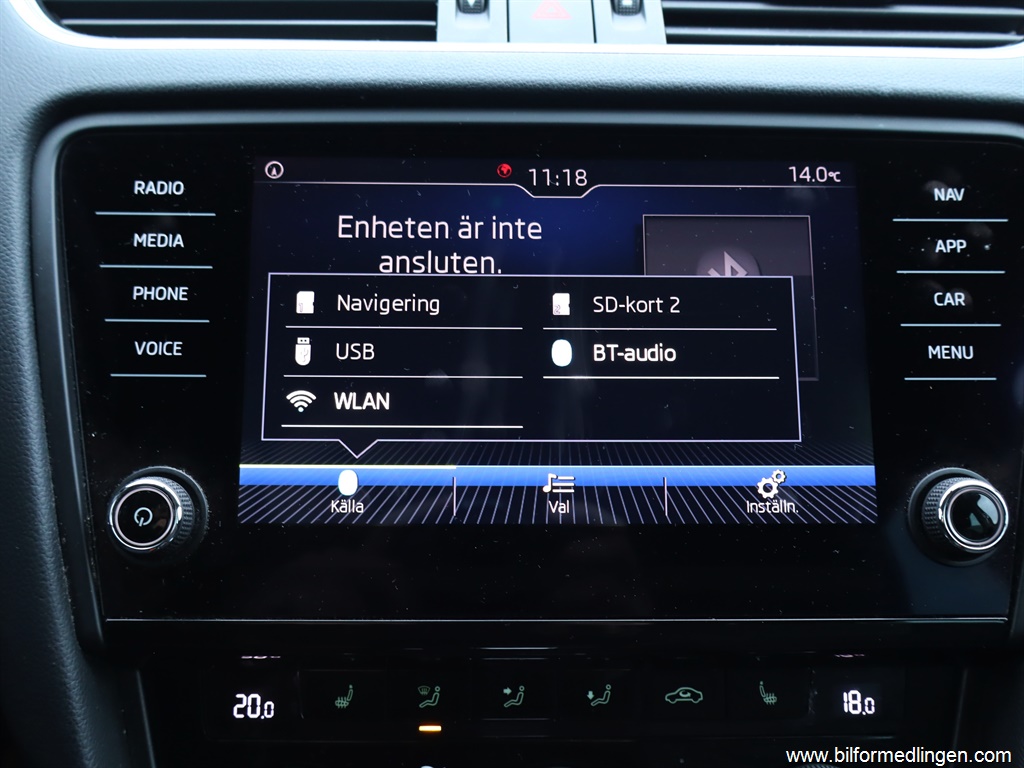 11:18
14.0°C
RADIO
MEDIA
PHONE
VOICE
Enheten är inte
ansluten.
Navigering
SD-kort 2
USB
BT-audio
WLAN
Källa
Val
Inställn.
NAV
APP
CAR
MENU
20.0
18.0
www.bilformedlingen.com